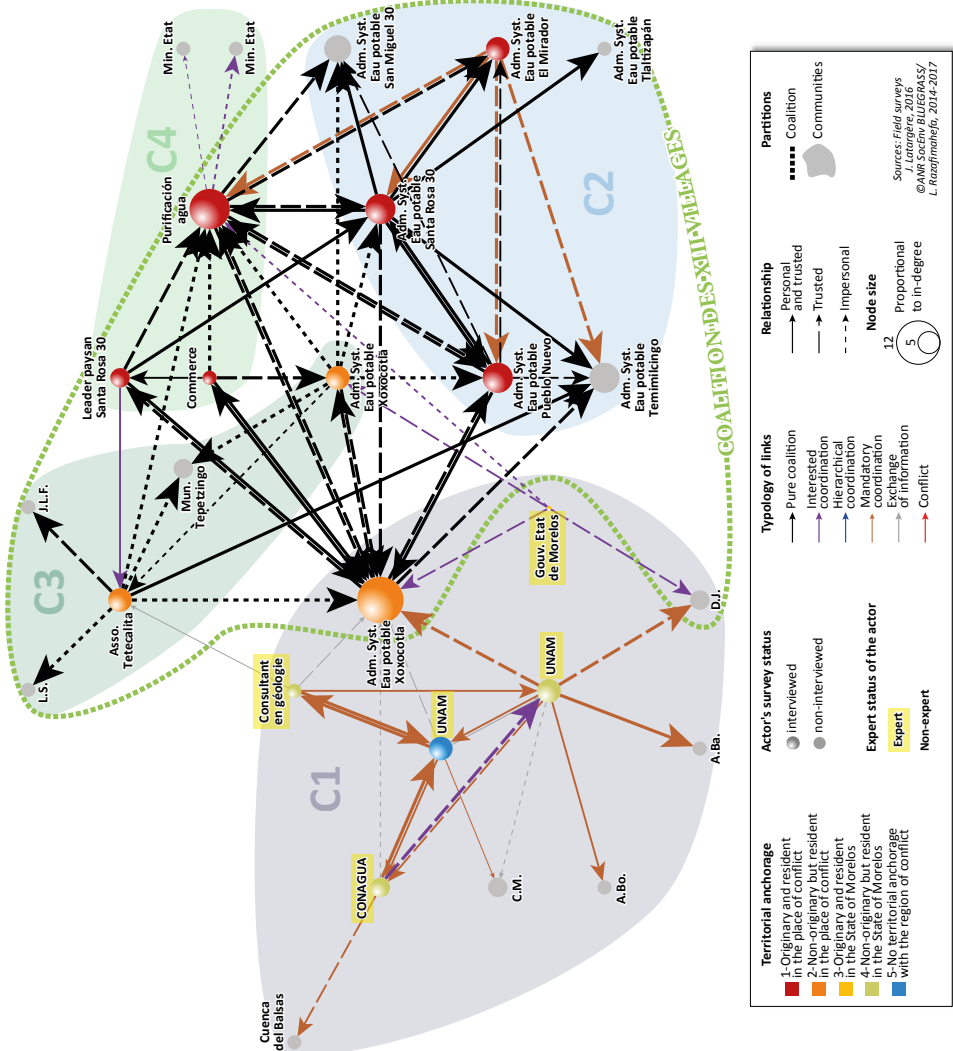 Cuenca
del Balsas
CONAGUA
C.M.
A.Bo.
C1
UNAM
Consultant
en géologie
UNAM
A.Ba.
D.J.
Gouv. Etat
de Morelos
Adm. Syst.
Eau potable
Xoxocotla
L.S.
C3
J.L.F.
Asso.
Tetecalita
Mun.
Tepetzingo
Leader paysan
Santa Rosa 30
Commerce
Adm. Syst.
Eau potable
Xoxocotla
Adm. Syst.
Eau potable
Pueblo Nuevo
Adm. Syst.
Eau potable
Temimilcingo
C4
Purificación
agua
Min. Etat
Min. Etat
Adm. Syst.
Eau potable
Santa Rosa 30
C2
Adm. Syst.
Eau potable
San Miguel 30
Adm. Syst.
Eau potable
El Mirador
Adm. Syst.
Eau potable
Tlaltizapán
COALITION·DES·XIII·VILLAGES
Territorial anchorage
1-Originary and resident
in the place of conflict
2-Non-originary but resident
in the place of conflict
3-Originary and resident
in the State of Morelos
4-Non-originary but resident
in the State of Morelos
5-No territorial anchorage
with the region of conflict
Actor's survey status
interviewed
non-interviewed
Expert status of the actor
Expert
Non-expert
Typology of links
Pure coalition
Interested
coordination
Hierarchical
coordination
Mandatory
coordination
Exchange
of information
Conflict
Relationship
Personal
and trusted
Trusted
Impersonal
Node size
12
5
Proportional
to in-degree
Partitions
Coalition
Communities
Sources: Field surveys
J. Latargère, 2016
©ANR SocEnv BLUEGRASS/
L. Razafimahefa, 2014-2017